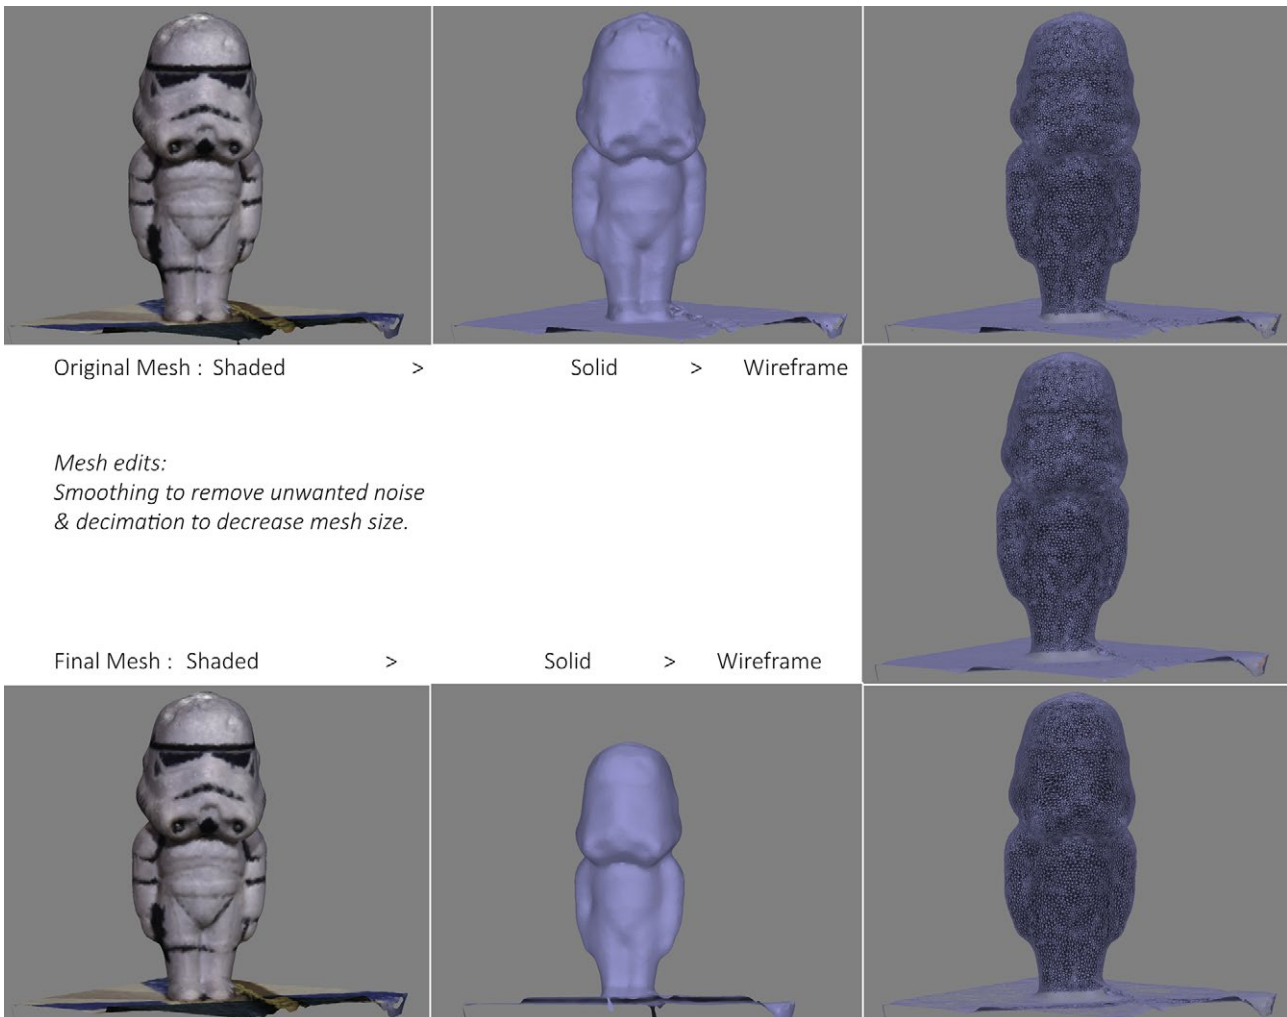 Original Mesh : Shaded > Solid > Wireframe
Mesh edits:
Smoothing to remove unwanted noise
& decimation to decrease mesh size.
Final Mesh : Shaded > Solid > Wireframe